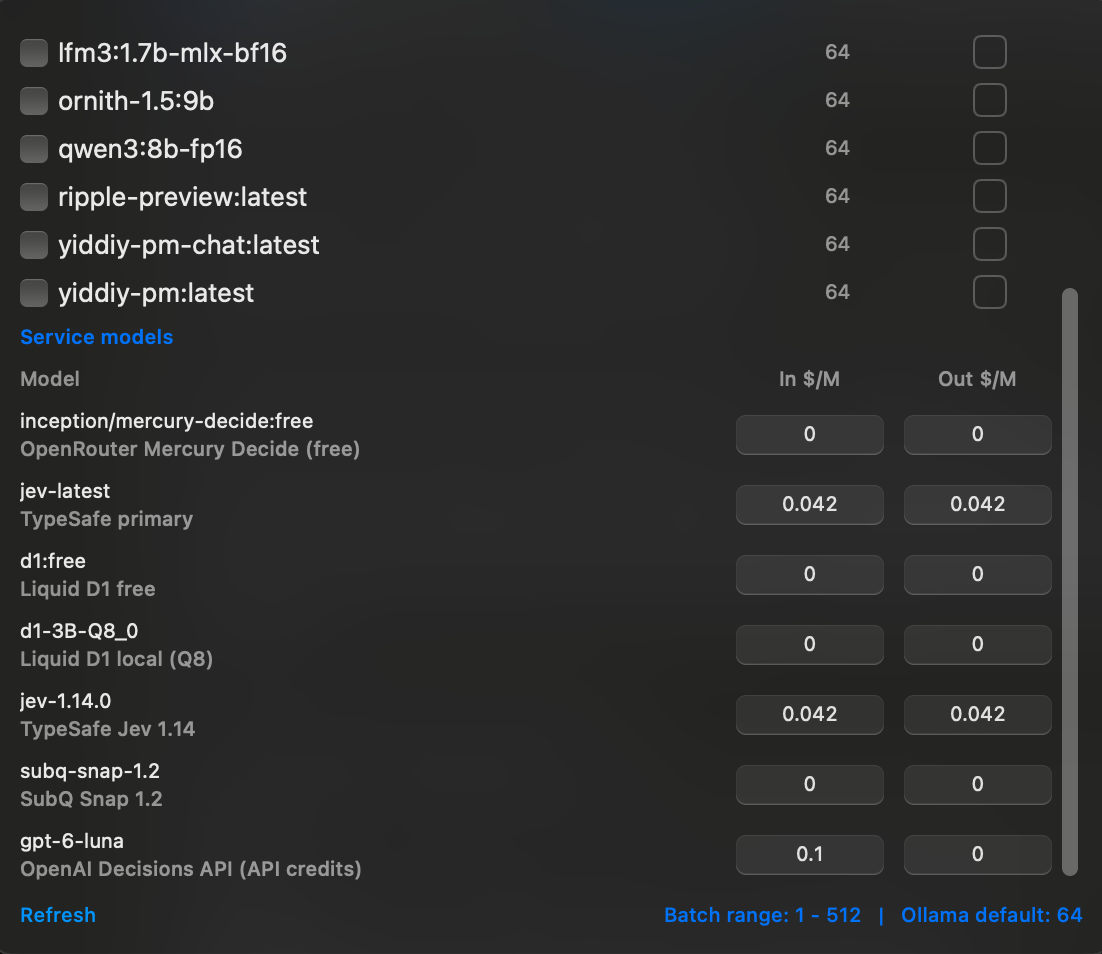 lfm3:1.7b-mlx-bf16 64
ornith-1.5:9b 64
qwen3:8b-fp16 64
ripple-preview:latest 64
yiddiy-pm-chat:latest 64
yiddiy-pm:latest 64
Service models
Model In $/M Out $/M
inception/mercury-decide:free 0 0
OpenRouter Mercury Decide (free)
jev-latest 0.042 0.042
TypeSafe primary
d1:free 0 0
Liquid D1 free
d1-3B-Q8_0 0 0
Liquid D1 local (Q8)
jev-1.14.0 0.042 0.042
TypeSafe Jev 1.14
subq-snap-1.2 0 0
SubQ Snap 1.2
gpt-6-luna 0.1 0
OpenAI Decisions API (API credits)
Refresh Batch range: 1 - 512 | Ollama default: 64